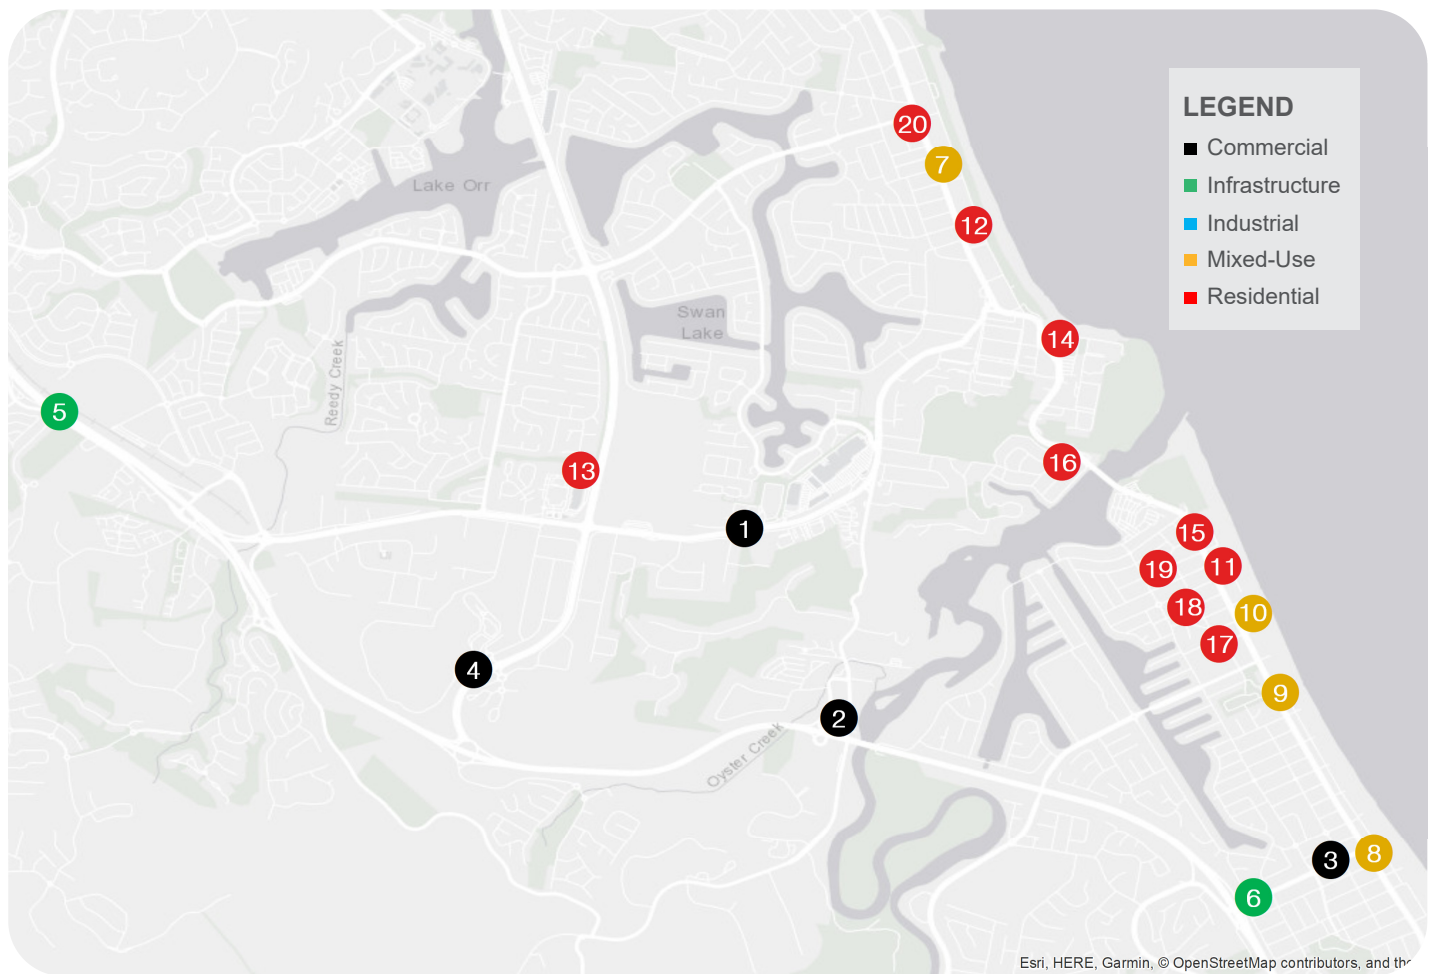 LEGEND
Commercial
Infrastructure
Industrial
Mixed-Use
Residential
20
7
12
Lake Orr
Swan
Lake
14
Reedy Creek
5
13
16
1
15
19
11
18
10
17
4
9
2
Oyster Creek
3
8
6
Esri, HERE, Garmin, © OpenStreetMap contributors, and the